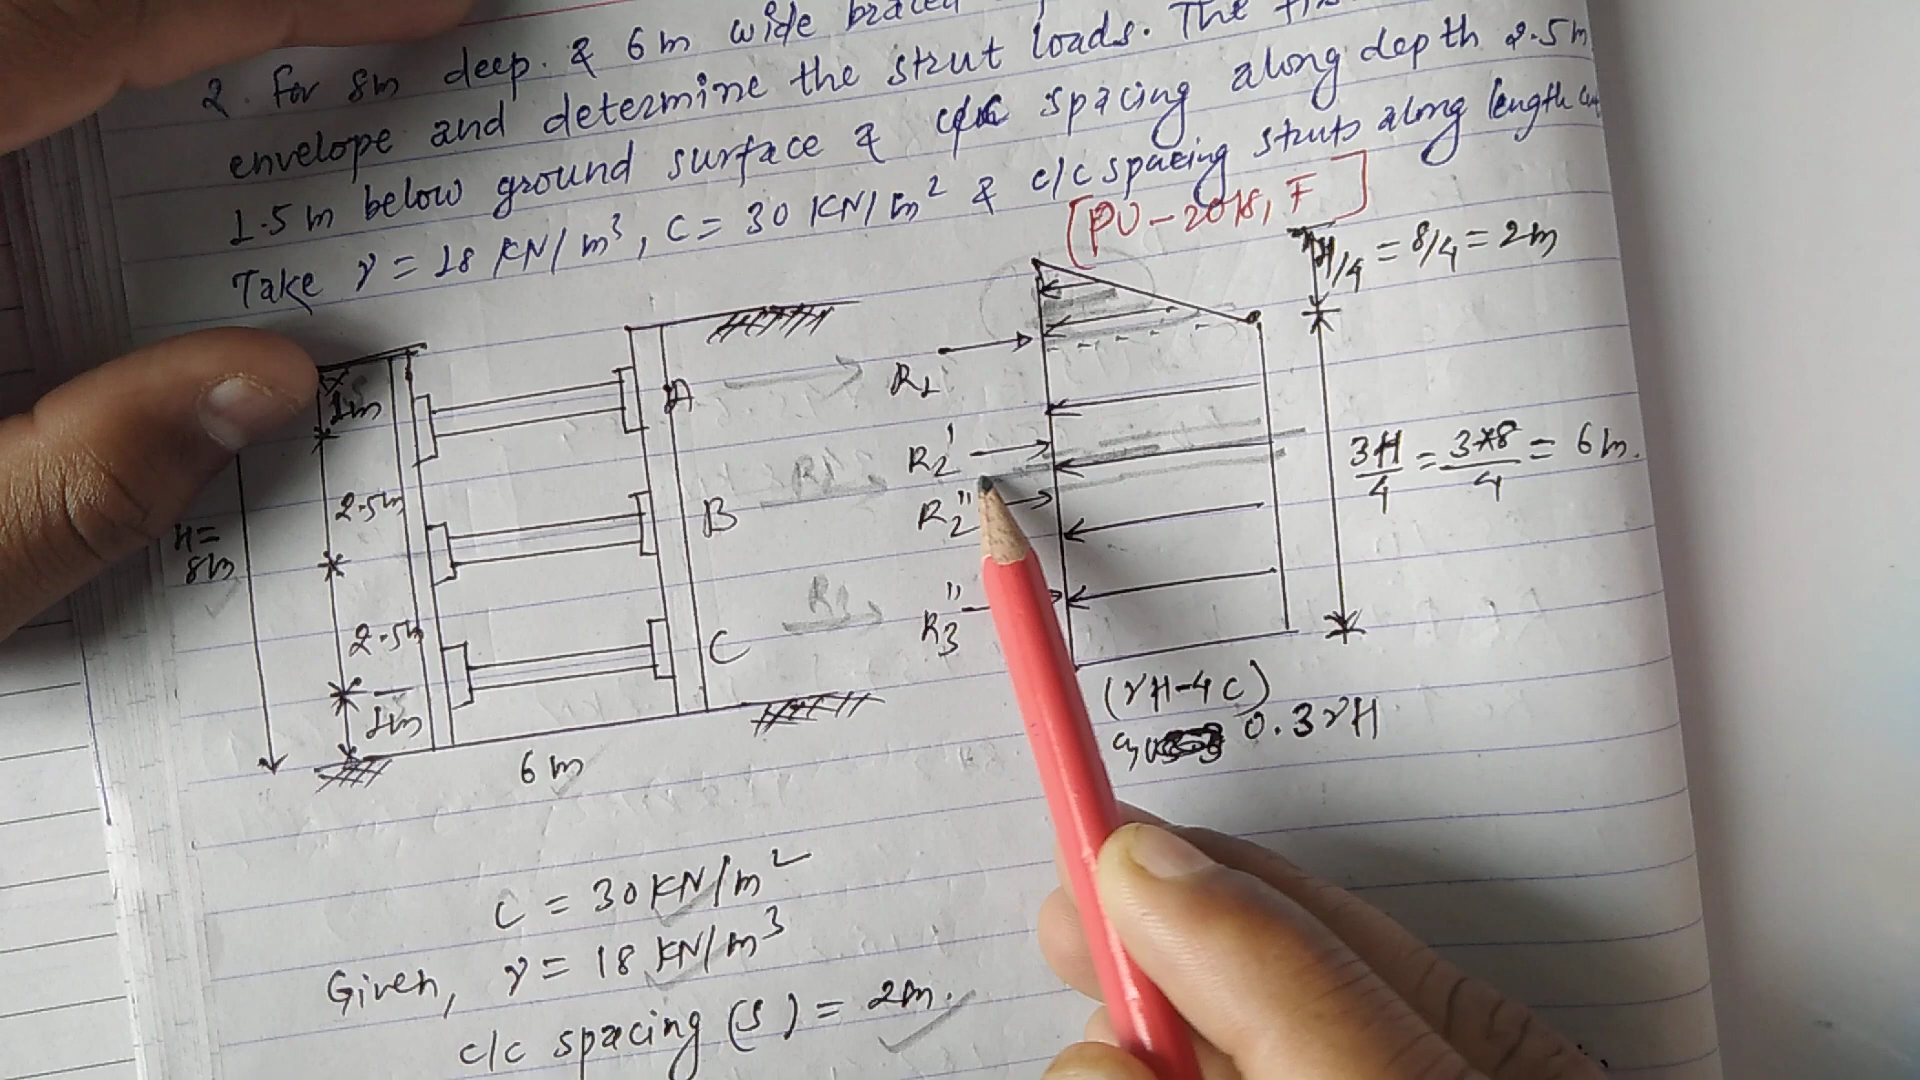 2. For 8m deep. & 6m wide braced
envelope and determine the strut loads. The
1.5m below ground surface & c/c spacing along depth 2.5m
Take γ = 18 KN/m³, C = 30 KN/m² & c/c spacing struts along length
[PU-2018, F]
H/4 = 8/4 = 2m
1m
A
R1
2.5m
B
R2'
R2"
3H/4 = 3*8/4 = 6m.
H=
8m
2.5m
C
R3"
1m
6m
(γH-4C)
0.3γH
C = 30 KN/m²
Given, γ = 18 KN/m³
c/c spacing (S) = 2m.